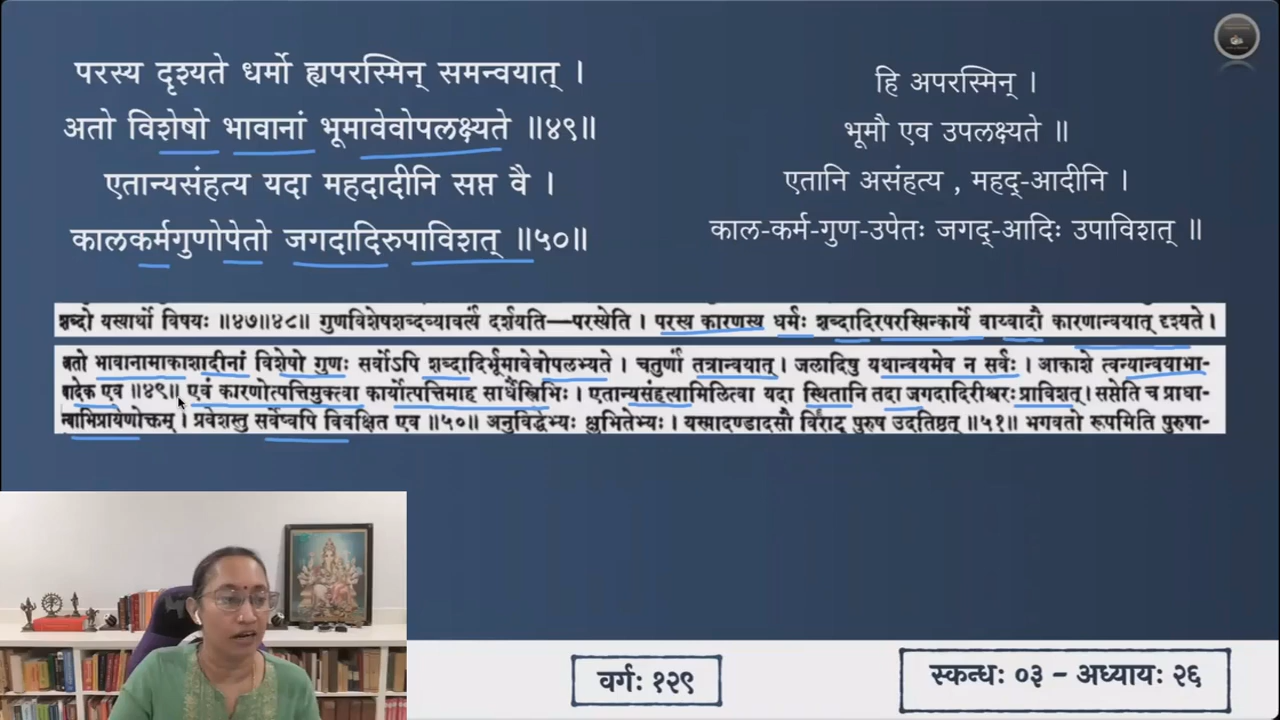 परस्य दृश्यते धर्मो ह्यपरस्मिन् समन्वयात् ।
अतो विशेषो भावानां भूमावेवोपलक्ष्यते ॥४९॥
एतान्यसंहत्य यदा महदादीनि सप्त वै ।
कालकर्मगुणोपेतो जगदादिरुपाविशत् ॥५०॥
हि अपरस्मिन् ।
भूमौ एव उपलक्ष्यते ॥
एतानि असंहत्य , महद्-आदीनि ।
काल-कर्म-गुण-उपेतः जगद्-आदिः उपाविशत् ॥
शब्दो यस्यार्थो विषयः ॥४७॥४८॥ गुणविशेषशब्दव्यावर्त्यं दर्शयति—परस्येति । परस्य कारणस्य धर्मः शब्दादिरपरस्मिन्कार्ये वाय्वादौ कारणान्वयात् दृश्यते ।
अतो भावानामाकाशादीनां विशेषो गुणः सर्वोऽपि शब्दादिर्भूमावेवोपलभ्यते । चतुर्णां तत्रान्वयात् । जलादिषु यथान्वयमेव न सर्वः । आकाशे त्वन्यान्वयाभा-
वादेक एव ॥४९॥ एवं कारणोत्पत्तिमुक्त्वा कार्योत्पत्तिमाह सार्धैस्त्रिभिः । एतान्यसंहत्यामिलित्वा यदा स्थितानि तदा जगदादिरीश्वरः प्राविशत् । सप्तेति च प्राधा-
न्याभिप्रायेणोक्तम् । प्रवेशस्तु सर्वेष्वपि विवक्षित एव ॥५०॥ अनुविद्धेभ्यः क्षुभितेभ्यः । यस्मादण्डादसौ विराट् पुरुष उदतिष्ठत् ॥५१॥ भगवतो रूपमिति पुरुषा-
वर्गः १२९
स्कन्धः ०३ – अध्यायः २६